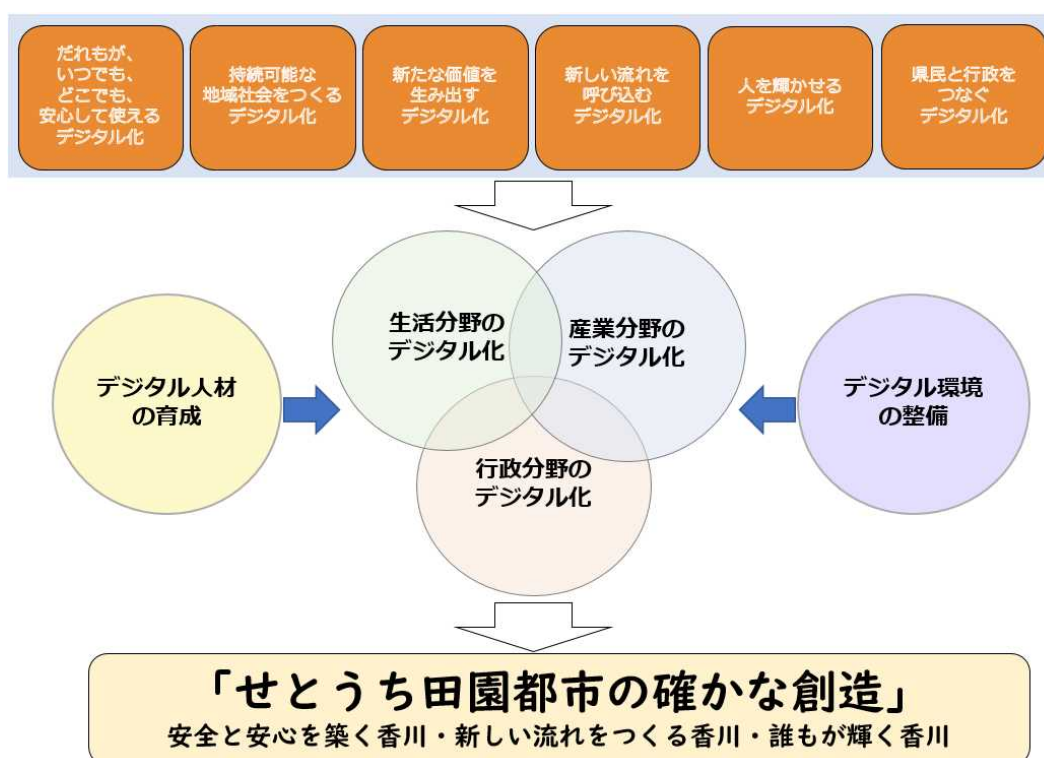 だれもが、
いつでも、
どこでも、
安心して使える
デジタル化
持続可能な
地域社会をつくる
デジタル化
新たな価値を
生み出す
デジタル化
新しい流れを
呼び込む
デジタル化
人を輝かせる
デジタル化
県民と行政を
つなぐ
デジタル化
生活分野の
デジタル化
産業分野の
デジタル化
デジタル人材
の育成
デジタル環境
の整備
行政分野の
デジタル化
「せとうち田園都市の確かな創造」
安全と安心を築く香川・新しい流れをつくる香川・誰もが輝く香川